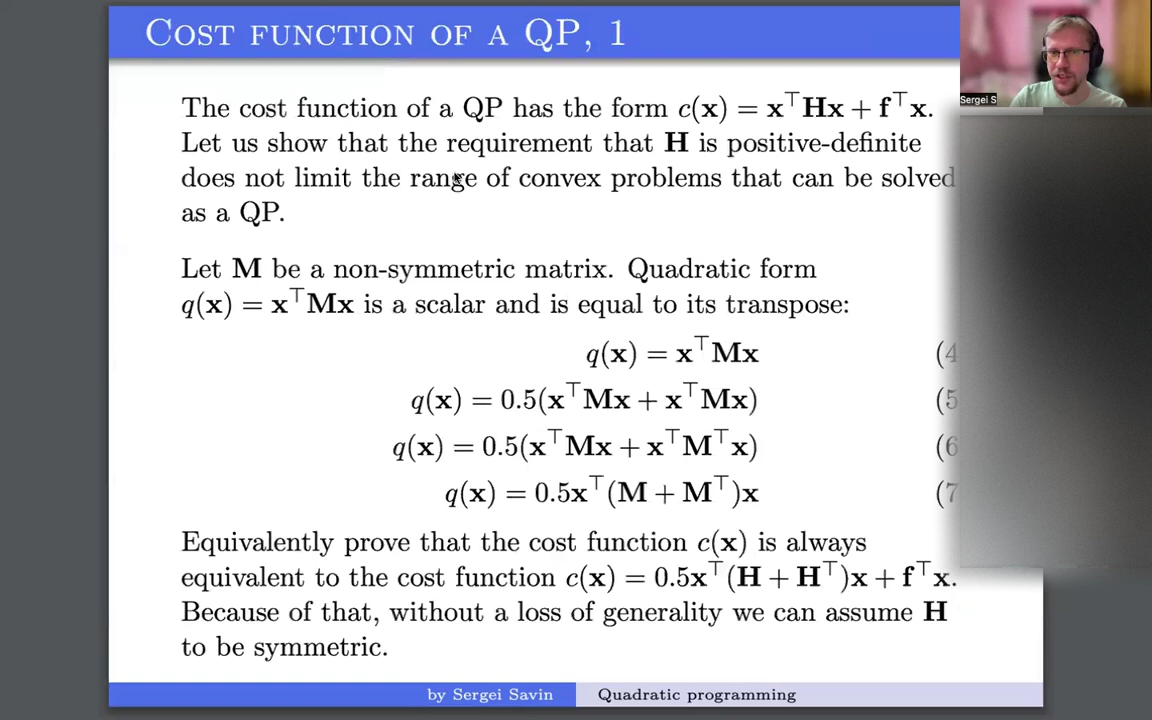 COST FUNCTION OF A QP, 1
Sergei S
The cost function of a QP has the form c(x) = x⊤Hx + f⊤x.
Let us show that the requirement that H is positive-definite
does not limit the range of convex problems that can be solved
as a QP.
Let M be a non-symmetric matrix. Quadratic form
q(x) = x⊤Mx is a scalar and is equal to its transpose:
q(x) = x⊤Mx (4
q(x) = 0.5(x⊤Mx + x⊤Mx) (5
q(x) = 0.5(x⊤Mx + x⊤M⊤x) (6
q(x) = 0.5x⊤(M + M⊤)x (7
Equivalently prove that the cost function c(x) is always
equivalent to the cost function c(x) = 0.5x⊤(H + H⊤)x + f⊤x.
Because of that, without a loss of generality we can assume H
to be symmetric.
by Sergei Savin Quadratic programming